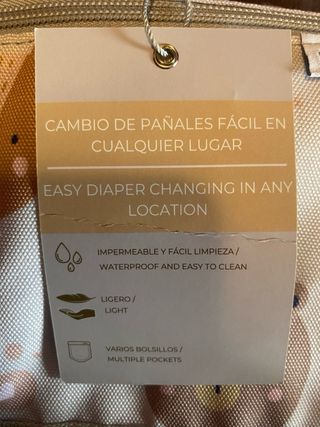 CAMBIO DE PAÑALES FÁCIL EN
CUALQUIER LUGAR
EASY DIAPER CHANGING IN ANY
LOCATION
IMPERMEABLE Y FÁCIL LIMPIEZA /
WATERPROOF AND EASY TO CLEAN
LIGERO /
LIGHT
VARIOS BOLSILLOS /
MULTIPLE POCKETS